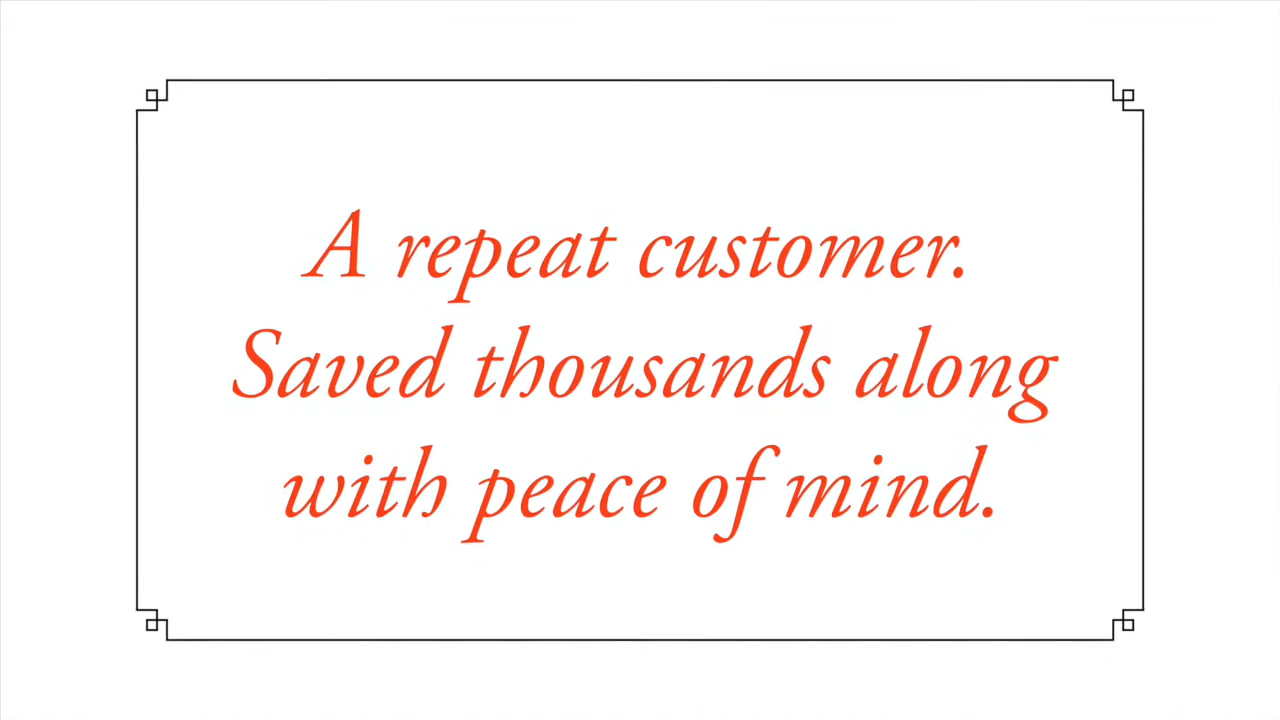 A repeat customer.
Saved thousands along
with peace of mind.